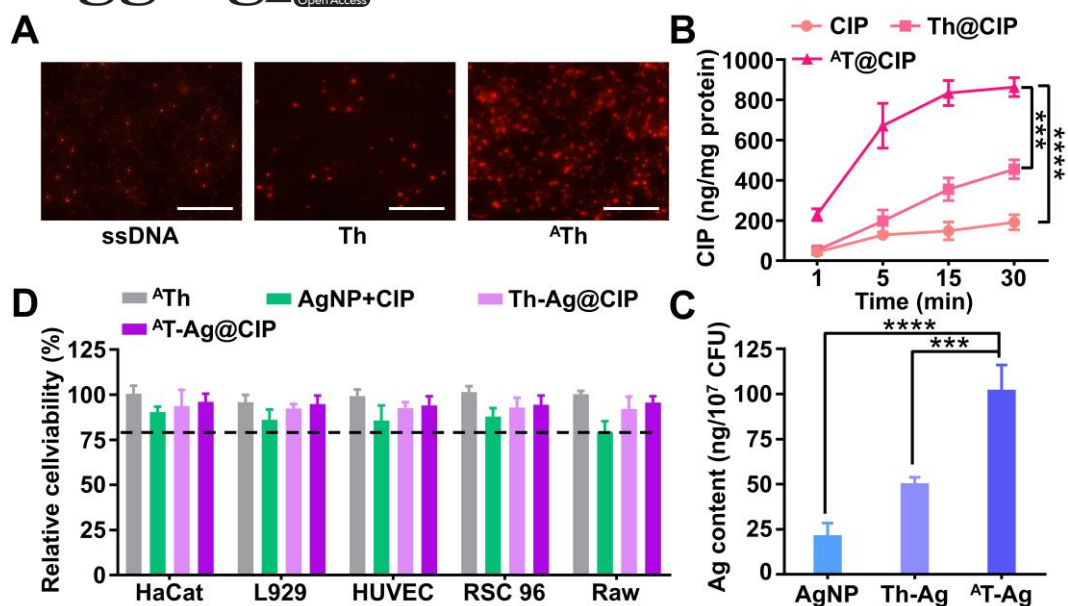 Open Access
A
ssDNA
Th
ᴬTh
B
CIP
Th@CIP
ᴬT@CIP
CIP (ng/mg protein)
1000
800
600
400
200
0
1 5 15 30
Time (min)
***
****
D
ᴬTh
AgNP+CIP
Th-Ag@CIP
ᴬT-Ag@CIP
Relative cellviability (%)
125
100
75
50
25
0
HaCat L929 HUVEC RSC 96 Raw
C
Ag content (ng/10⁷ CFU)
125
100
75
50
25
0
****
***
AgNP Th-Ag ᴬT-Ag